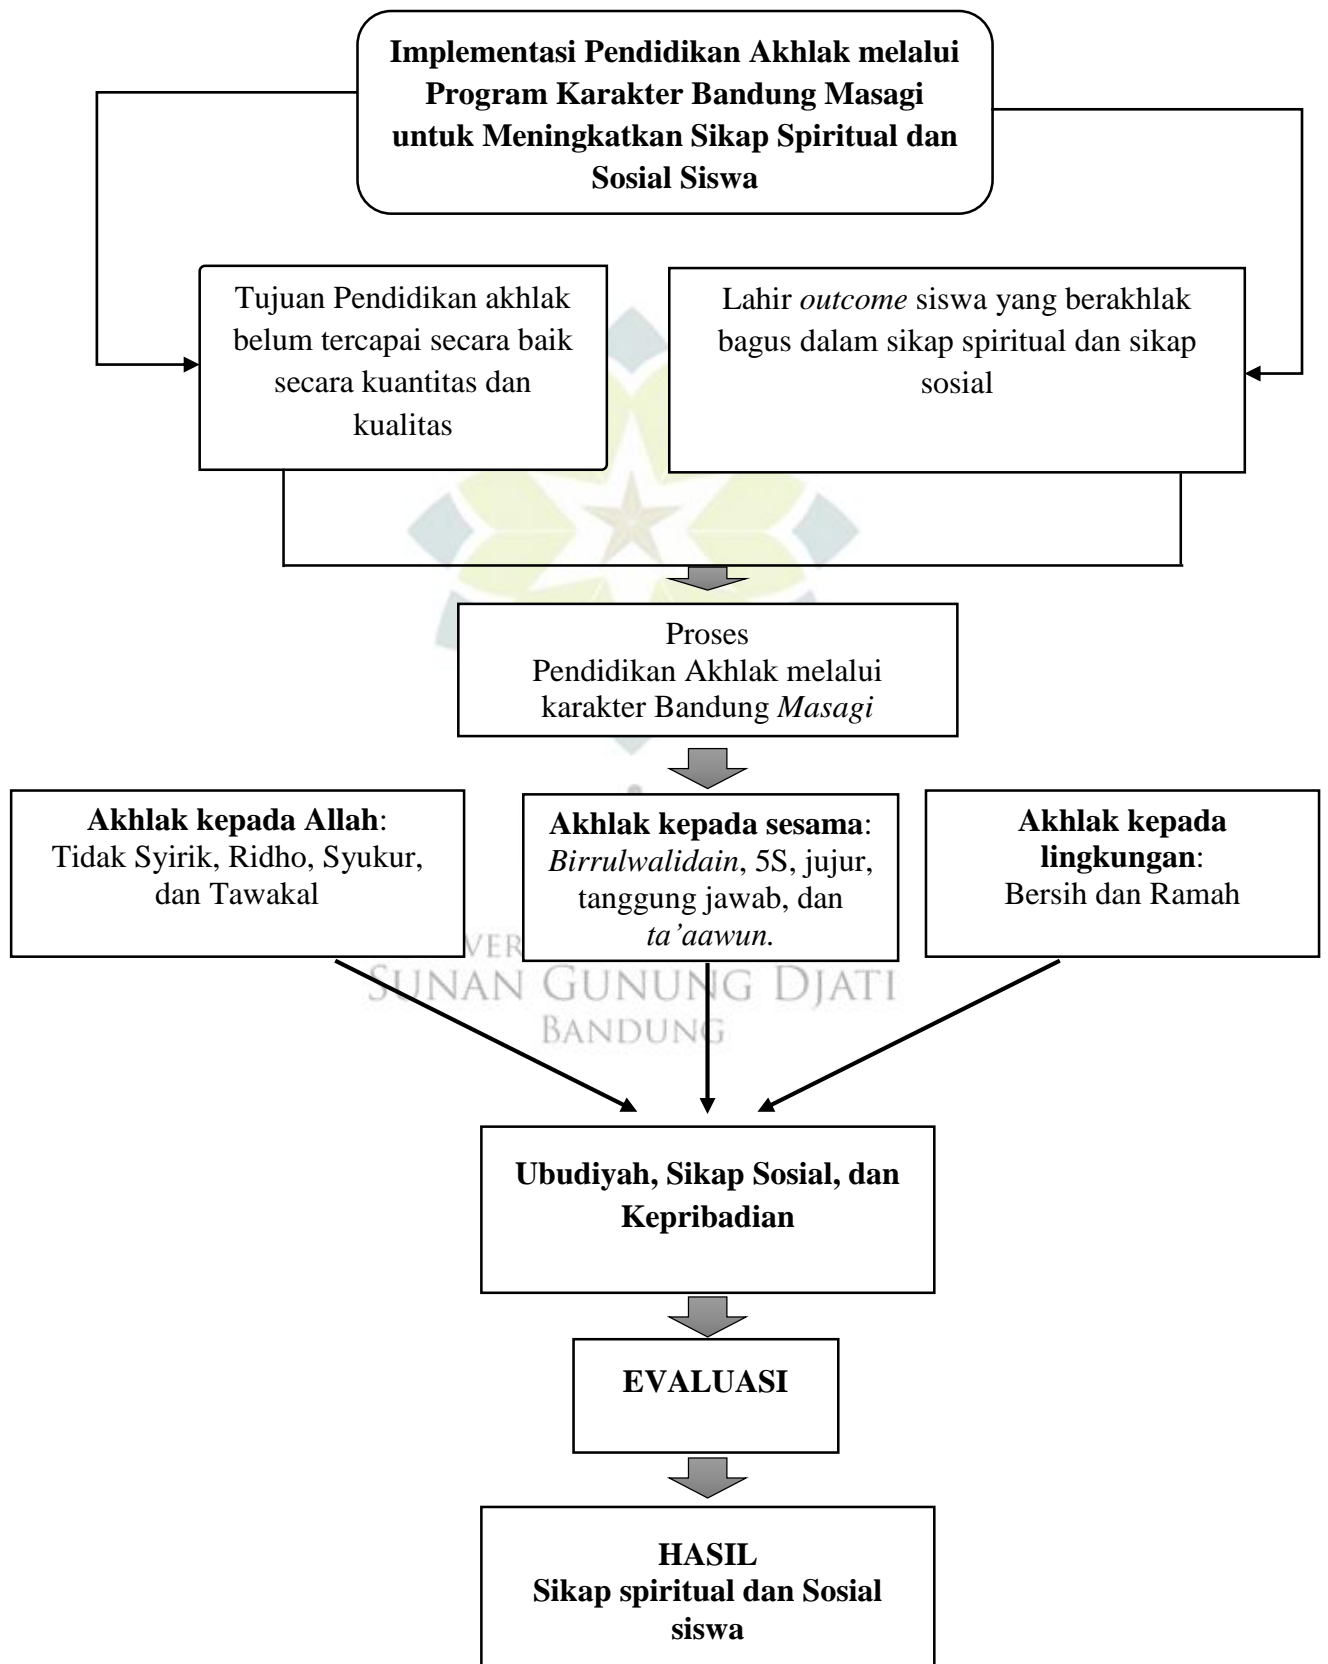 Implementasi Pendidikan Akhlak melalui
Program Karakter Bandung Masagi
untuk Meningkatkan Sikap Spiritual dan
Sosial Siswa
Tujuan Pendidikan akhlak
belum tercapai secara baik
secara kuantitas dan
kualitas
Lahir outcome siswa yang berakhlak
bagus dalam sikap spiritual dan sikap
sosial
Proses
Pendidikan Akhlak melalui
karakter Bandung Masagi
Akhlak kepada Allah:
Tidak Syirik, Ridho, Syukur,
dan Tawakal
Akhlak kepada sesama:
Birrulwalidain, 5S, jujur,
tanggung jawab, dan
ta’aawun.
Akhlak kepada
lingkungan:
Bersih dan Ramah
SUNAN GUNUNG DJATI
BANDUNG
Ubudiyah, Sikap Sosial, dan
Kepribadian
EVALUASI
HASIL
Sikap spiritual dan Sosial
siswa